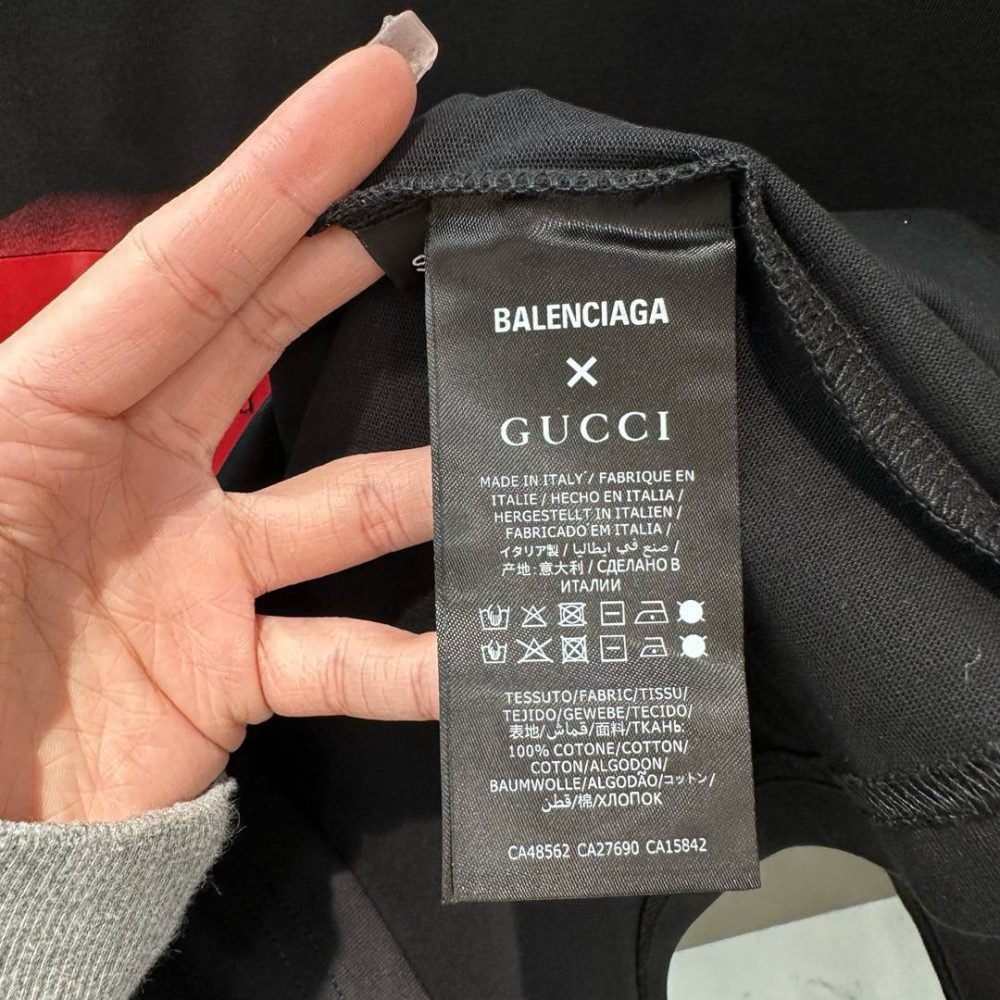 BALENCIAGA
×
GUCCI
MADE IN ITALY / FABRIQUE EN
ITALIE / HECHO EN ITALIA /
HERGESTELLT IN ITALIEN /
FABRICADO EM ITALIA /
イタリア製 / صنع في ايطاليا /
产地:意大利 / СДЕЛАНО В
ИТАЛИИ
TESSUTO/FABRIC/TISSU/
TEJIDO/GEWEBE/TECIDO/
表地/قماش/面料/ТКАНЬ:
100% COTONE/COTTON/
COTON/ALGODON/
BAUMWOLLE/ALGODÃO/コットン/
قطن/棉/ХЛОПОК
CA48562 CA27690 CA15842